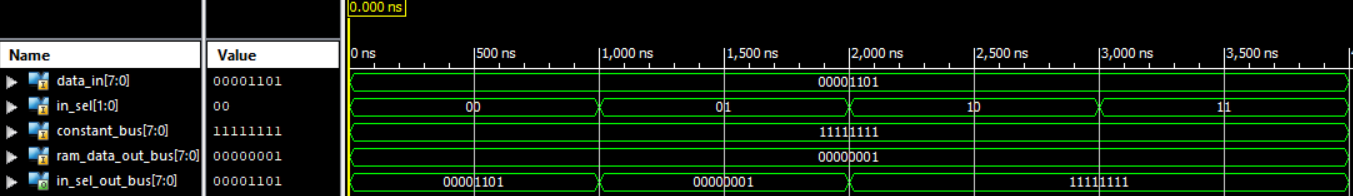 0.000 ns
Name Value 0 ns 500 ns 1,000 ns 1,500 ns 2,000 ns 2,500 ns 3,000 ns 3,500 ns
data_in[7:0] 00001101 00001101
in_sel[1:0] 00 00 01 10 11
constant_bus[7:0] 11111111 11111111
ram_data_out_bus[7:0] 00000001 00000001
in_sel_out_bus[7:0] 00001101 00001101 00000001 11111111